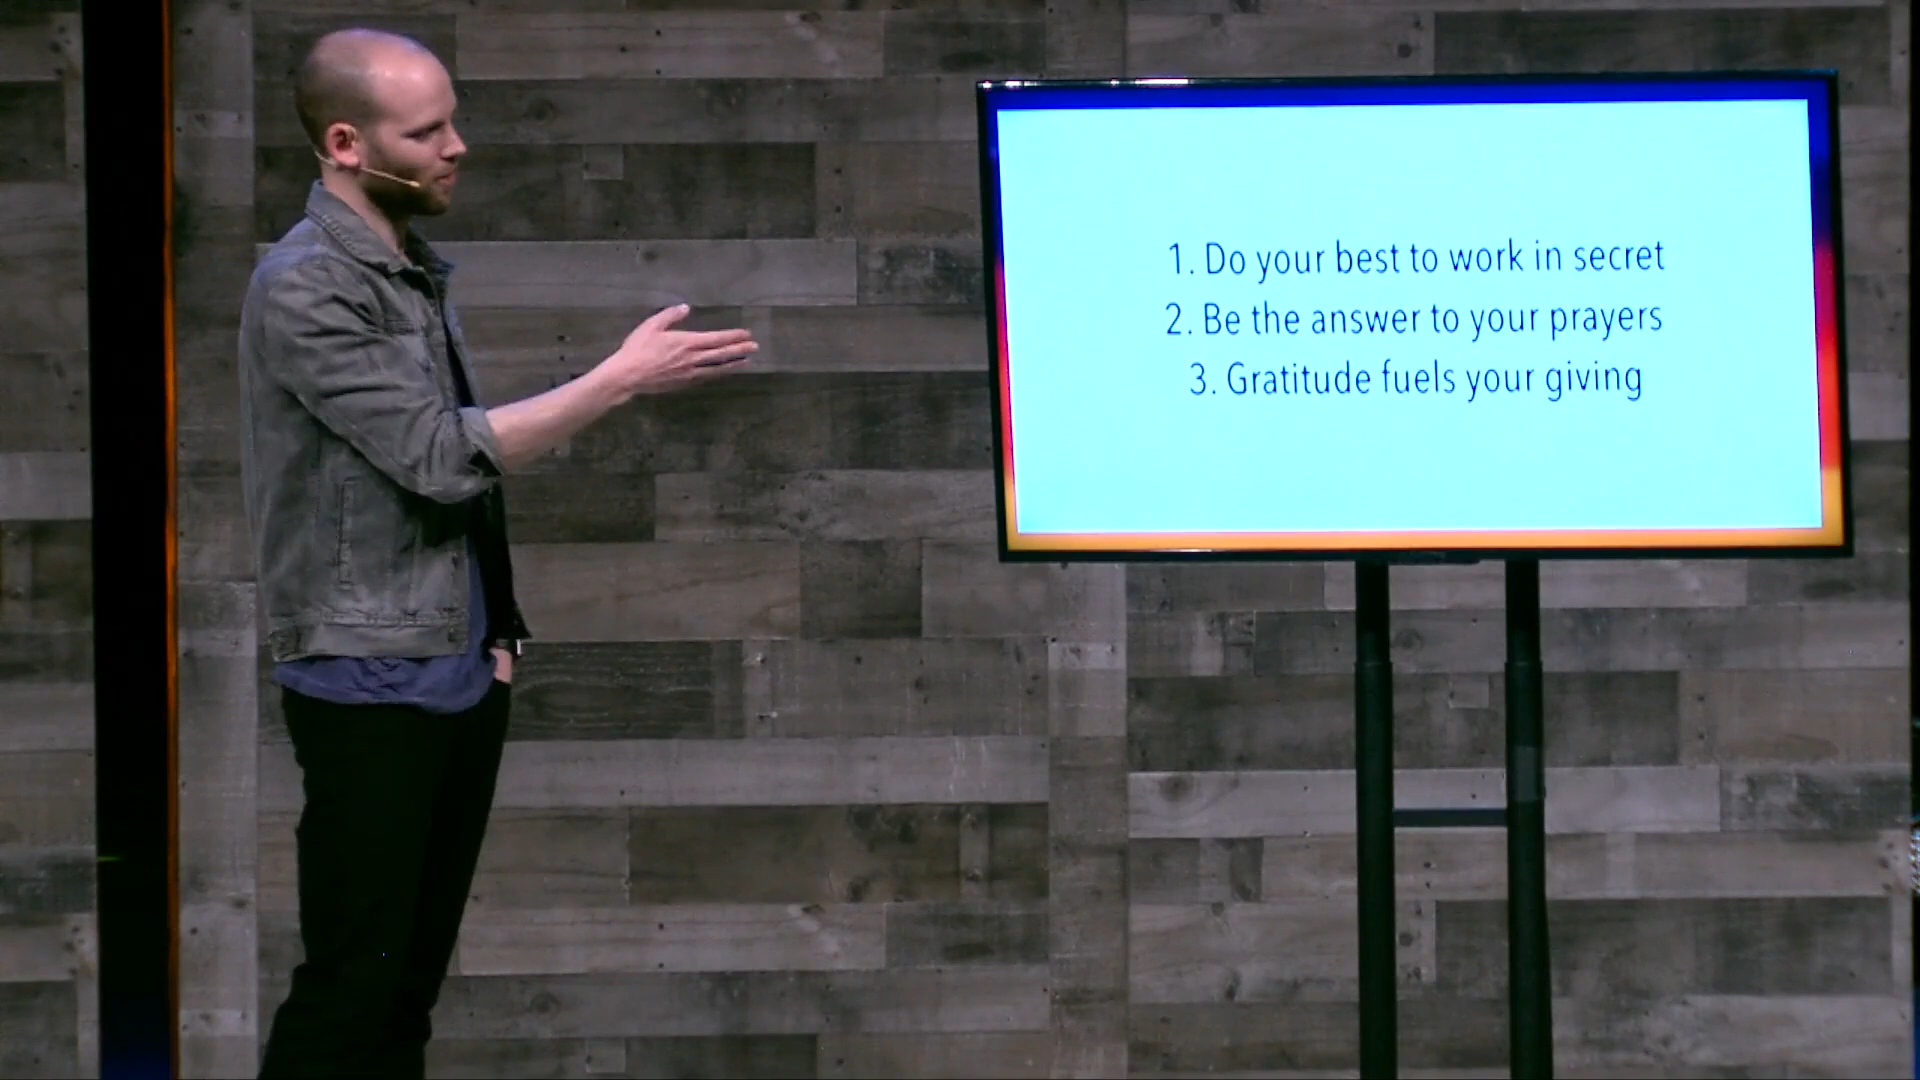 1. Do your best to work in secret
2. Be the answer to your prayers
3. Gratitude fuels your giving